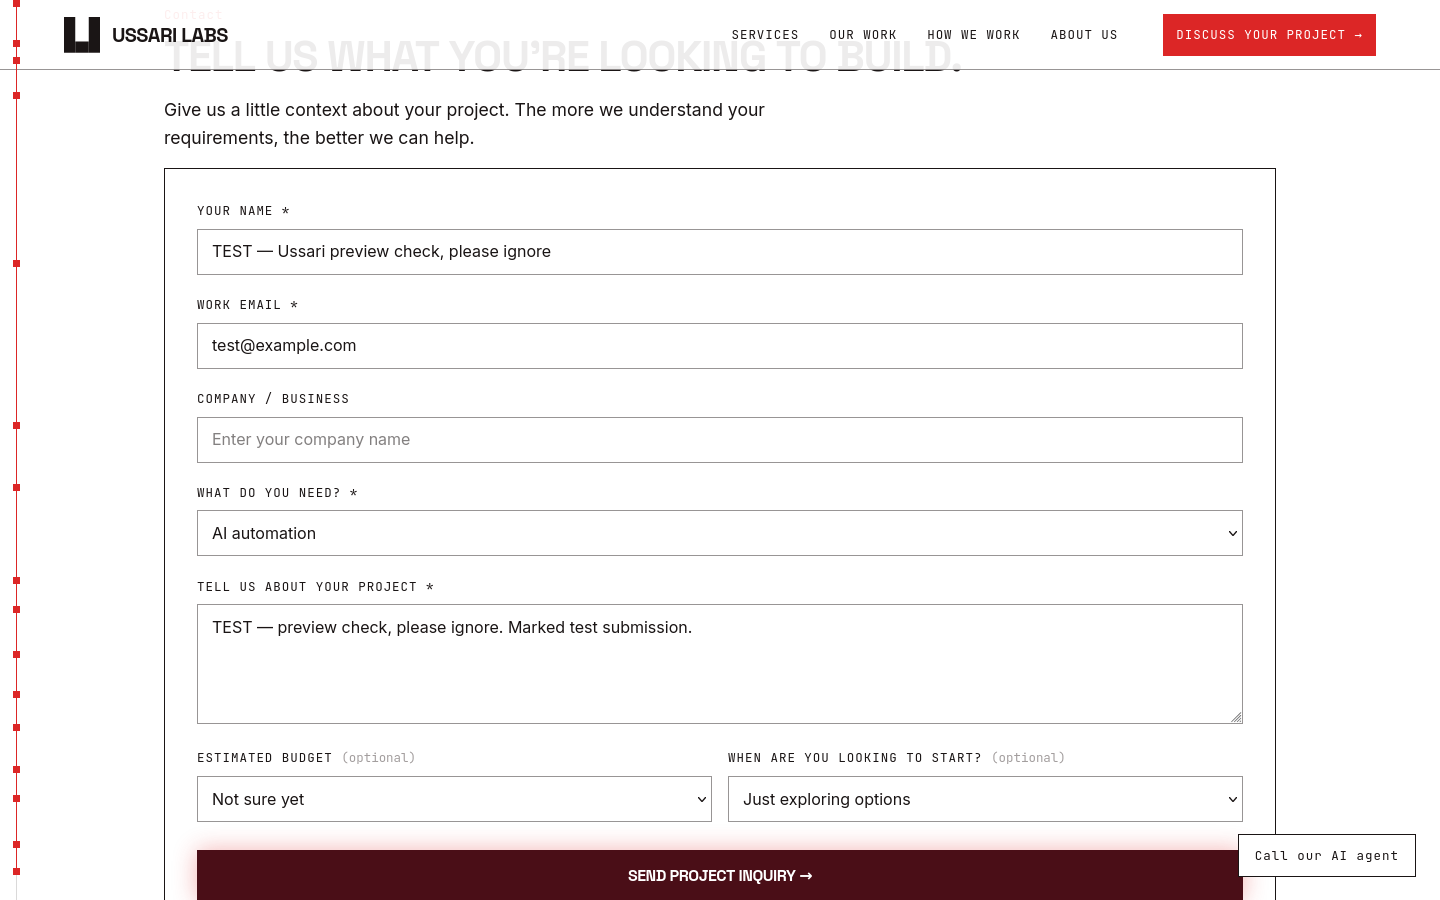 Contact
USSARI LABS
SERVICES
OUR WORK
HOW WE WORK
ABOUT US
DISCUSS YOUR PROJECT →
TELL US WHAT YOU’RE LOOKING TO BUILD.
Give us a little context about your project. The more we understand your
requirements, the better we can help.
YOUR NAME *
TEST — Ussari preview check, please ignore
WORK EMAIL *
test@example.com
COMPANY / BUSINESS
Enter your company name
WHAT DO YOU NEED? *
AI automation
TELL US ABOUT YOUR PROJECT *
TEST — preview check, please ignore. Marked test submission.
ESTIMATED BUDGET (optional)
WHEN ARE YOU LOOKING TO START? (optional)
Not sure yet
Just exploring options
Call our AI agent
SEND PROJECT INQUIRY →